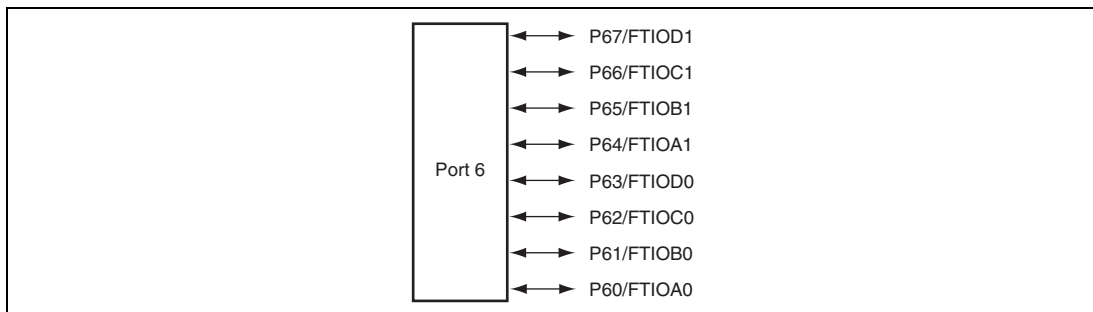 P67/FTIOD1
P66/FTIOC1
P65/FTIOB1
P64/FTIOA1
Port 6
P63/FTIOD0
P62/FTIOC0
P61/FTIOB0
P60/FTIOA0